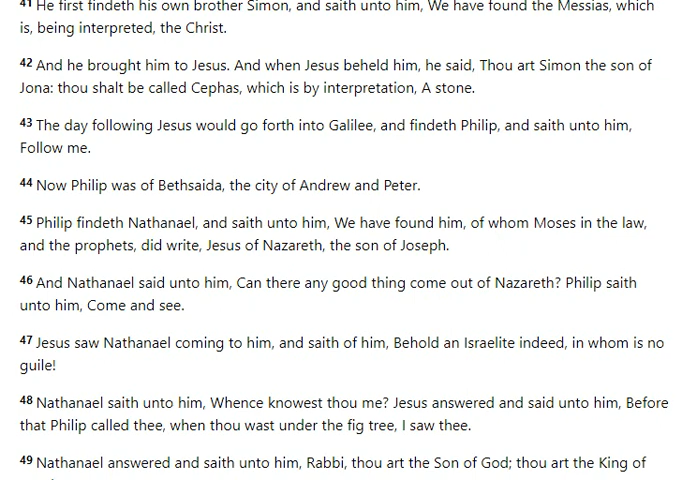 41 He first findeth his own brother Simon, and saith unto him, We have found the Messias, which
is, being interpreted, the Christ.
42 And he brought him to Jesus. And when Jesus beheld him, he said, Thou art Simon the son of
Jona: thou shalt be called Cephas, which is by interpretation, A stone.
43 The day following Jesus would go forth into Galilee, and findeth Philip, and saith unto him,
Follow me.
44 Now Philip was of Bethsaida, the city of Andrew and Peter.
45 Philip findeth Nathanael, and saith unto him, We have found him, of whom Moses in the law,
and the prophets, did write, Jesus of Nazareth, the son of Joseph.
46 And Nathanael said unto him, Can there any good thing come out of Nazareth? Philip saith
unto him, Come and see.
47 Jesus saw Nathanael coming to him, and saith of him, Behold an Israelite indeed, in whom is no
guile!
48 Nathanael saith unto him, Whence knowest thou me? Jesus answered and said unto him, Before
that Philip called thee, when thou wast under the fig tree, I saw thee.
49 Nathanael answered and saith unto him, Rabbi, thou art the Son of God; thou art the King of